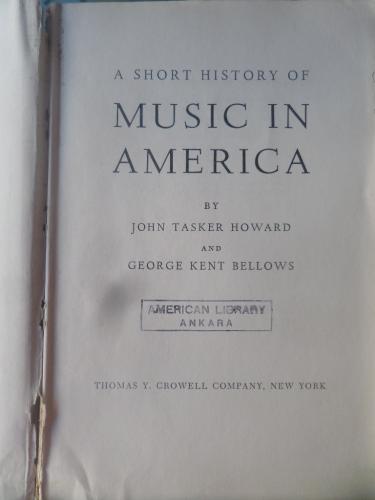 A SHORT HISTORY OF
MUSIC IN
AMERICA
BY
JOHN TASKER HOWARD
AND
GEORGE KENT BELLOWS
AMERICAN LIBRARY
ANKARA
THOMAS Y. CROWELL COMPANY, NEW YORK